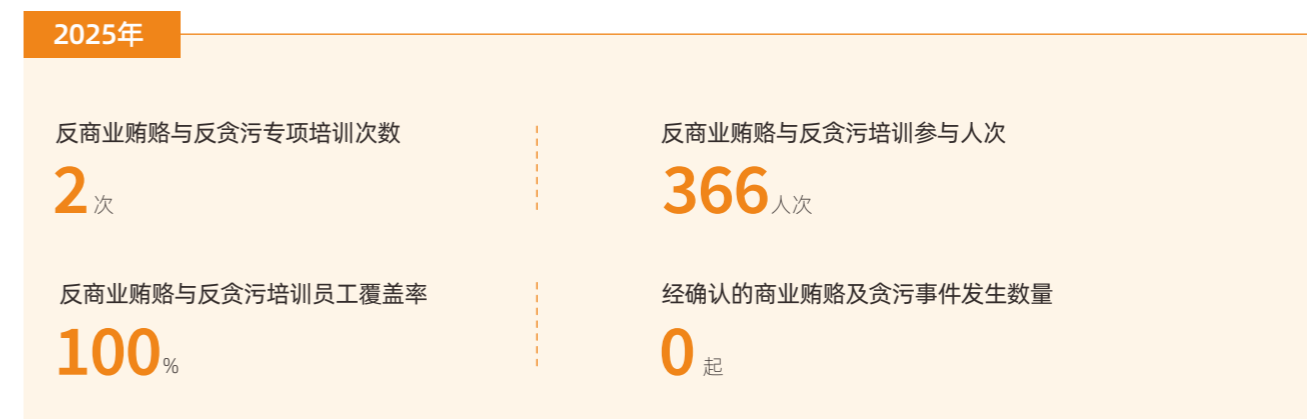 2025年
反商业贿赂与反贪污专项培训次数
2 次
反商业贿赂与反贪污培训参与人次
366 人次
反商业贿赂与反贪污培训员工覆盖率
100 %
经确认的商业贿赂及贪污事件发生数量
0 起